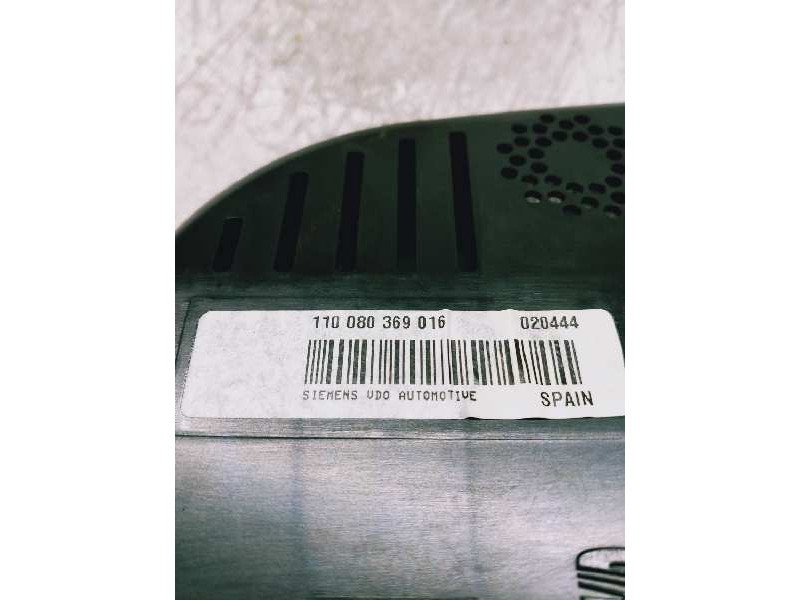 110 080 369 016 020444
SIEMENS VDO AUTOMOTIVE SPAIN